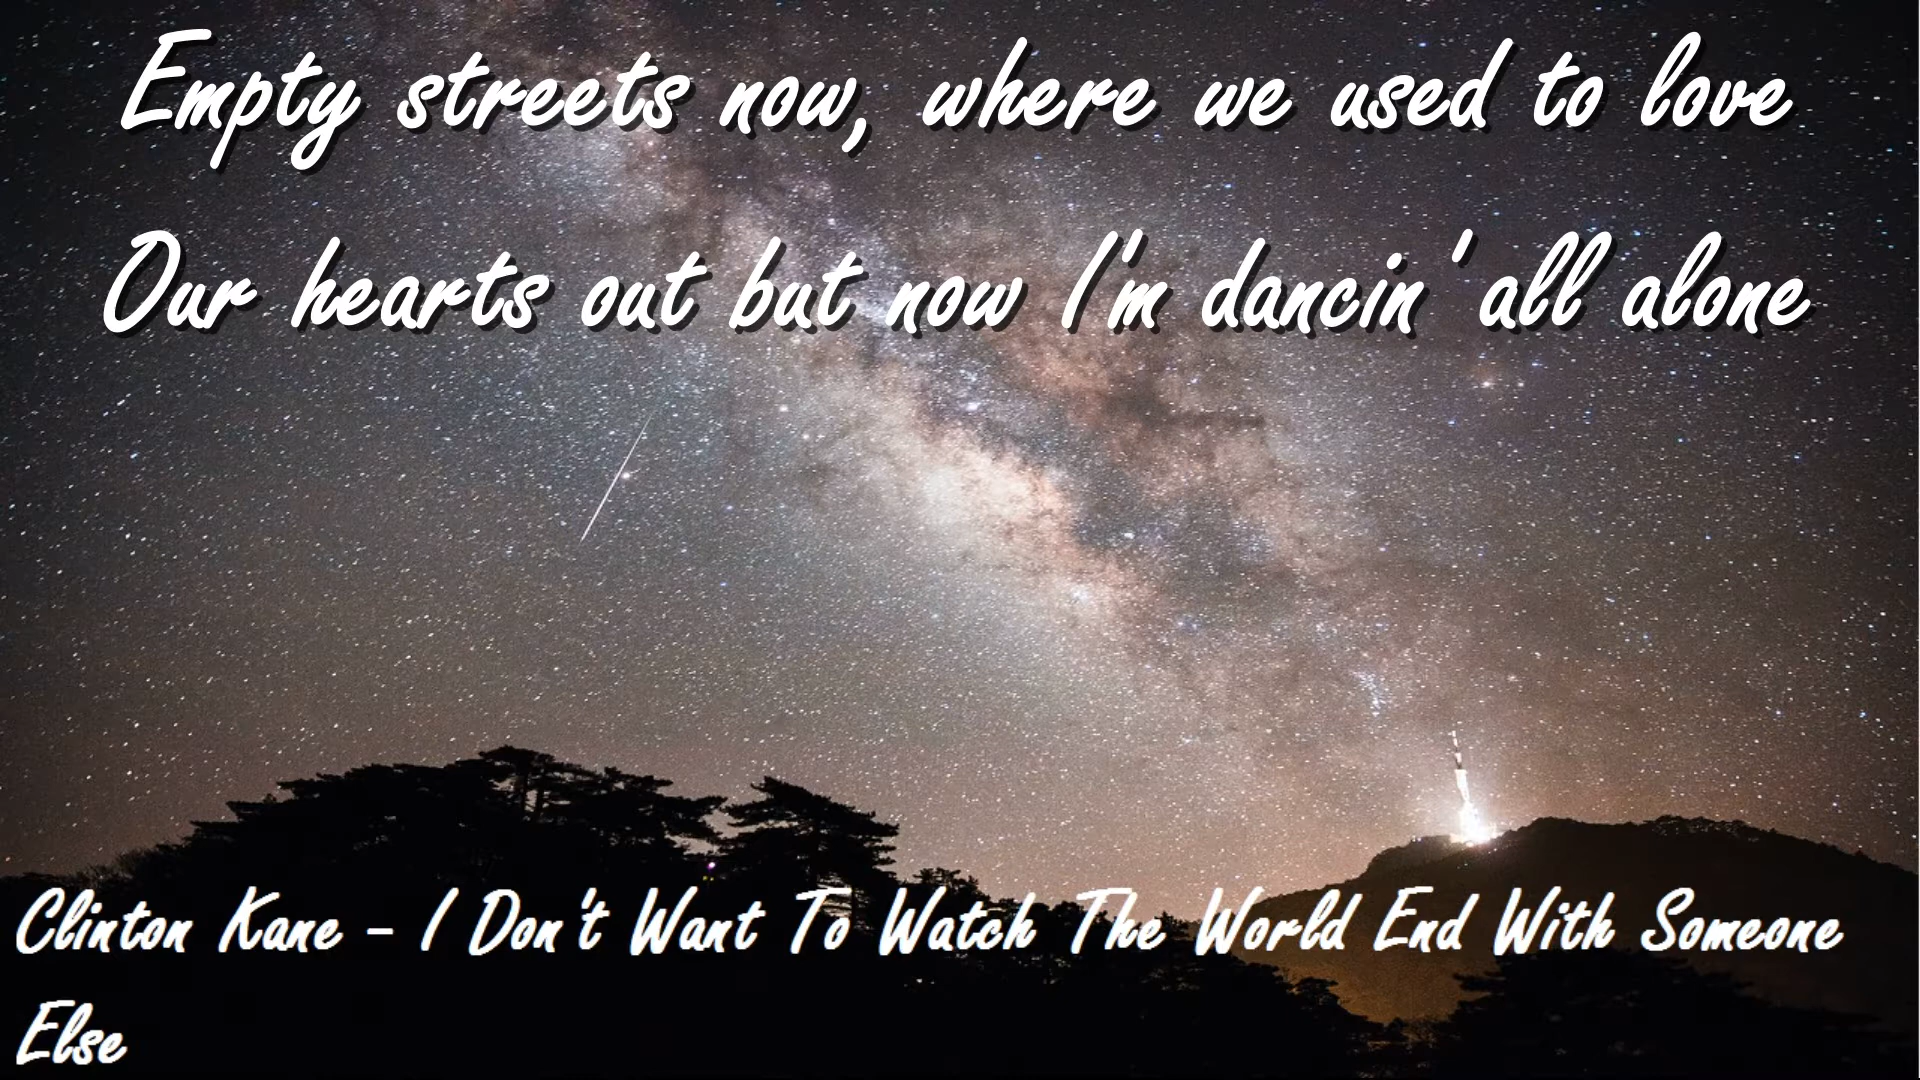 Empty streets now, where we used to love
Our hearts out but now I'm dancin' all alone
Clinton Kane - I Don't Want To Watch The World End With Someone
Else